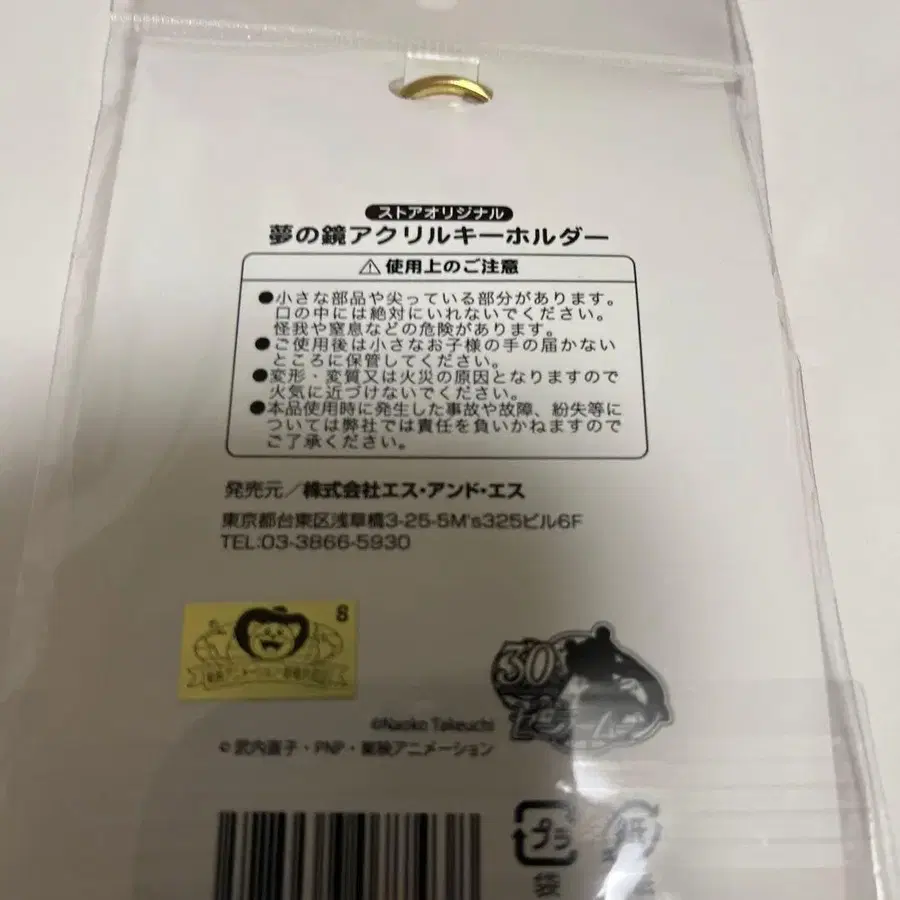 ストアオリジナル
夢の鏡アクリルキーホルダー
⚠使用上のご注意
●小さな部品や尖っている部分があります。
口の中には絶対にいれないでください。
怪我や窒息などの危険があります。
●ご使用後は小さなお子様の手の届かない
ところに保管してください。
●変形・変質又は火災の原因となりますので
火気に近づけないでください。
●本品使用時に発生した事故や故障、紛失等に
ついては弊社では責任を負いかねますので
ご了承ください。
発売元／株式会社エス・アンド・エス
東京都台東区浅草橋3-25-5M's325ビル6F
TEL:03-3866-5930
8
30
セーラームーン
©Naoko Takeuchi
© 武内直子・PNP・東映アニメーション
プラ
紙
袋